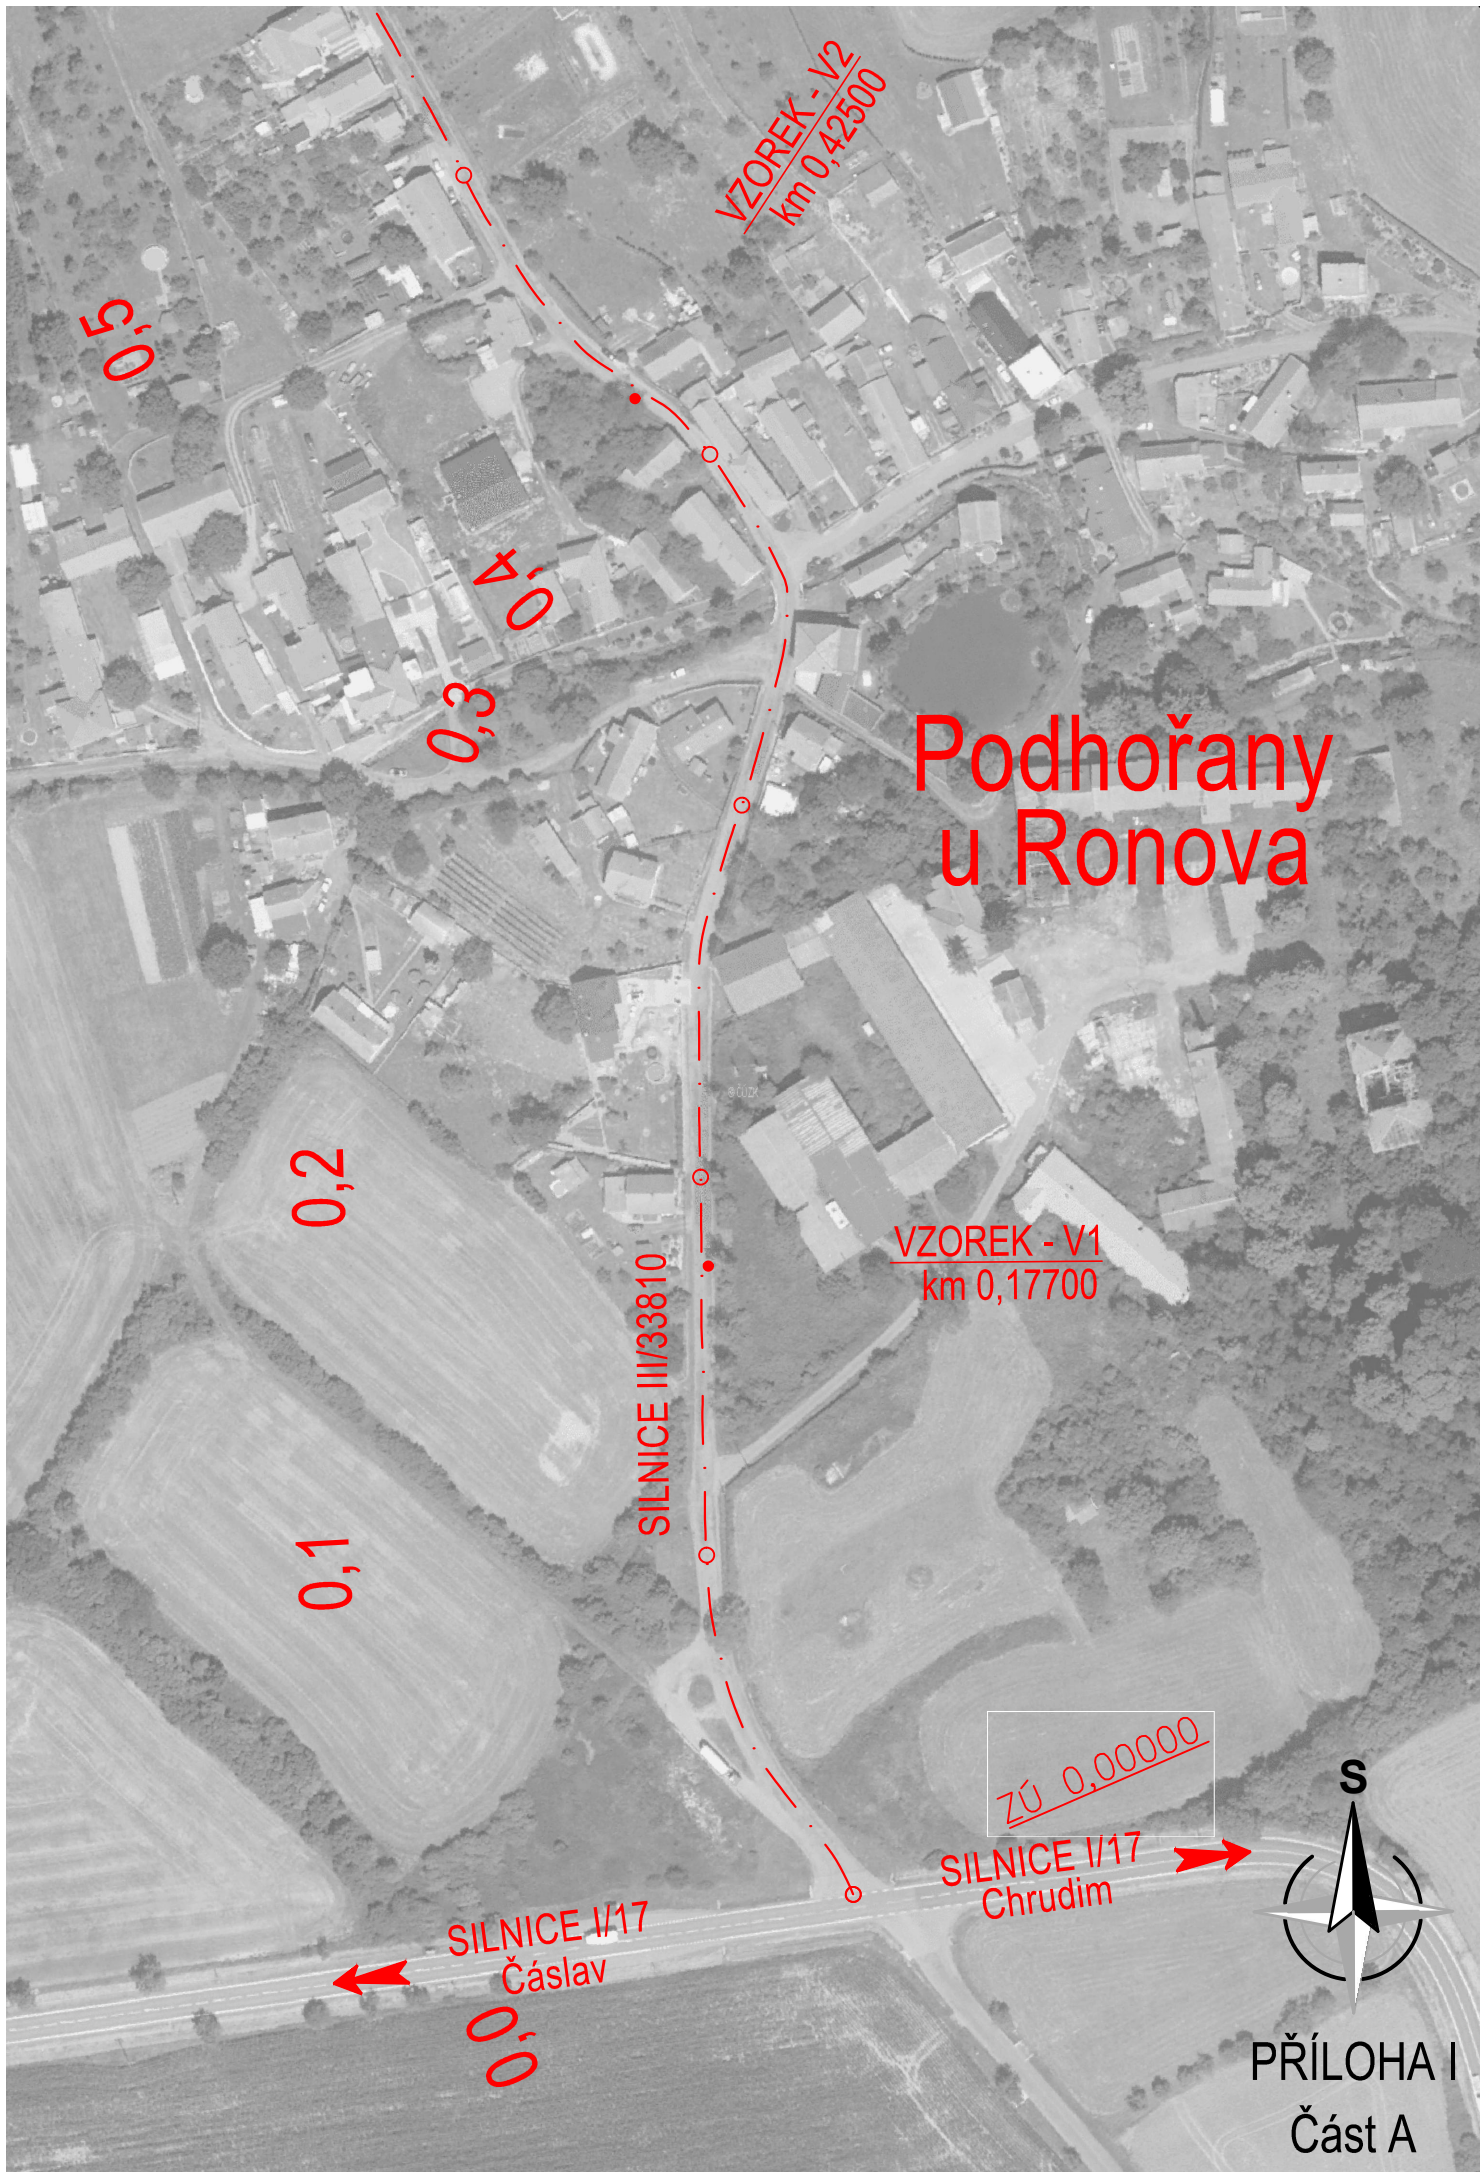 VZOREK - V2
km 0,42500
0,5
0,4
0,3
Podhořany
u Ronova
© ČÚZK
0,2
VZOREK - V1
km 0,17700
SILNICE III/33810
0,1
ZÚ 0,00000
S
SILNICE I/17
Chrudim
SILNICE I/17
Čáslav
0,0
PŘÍLOHA I
Část A